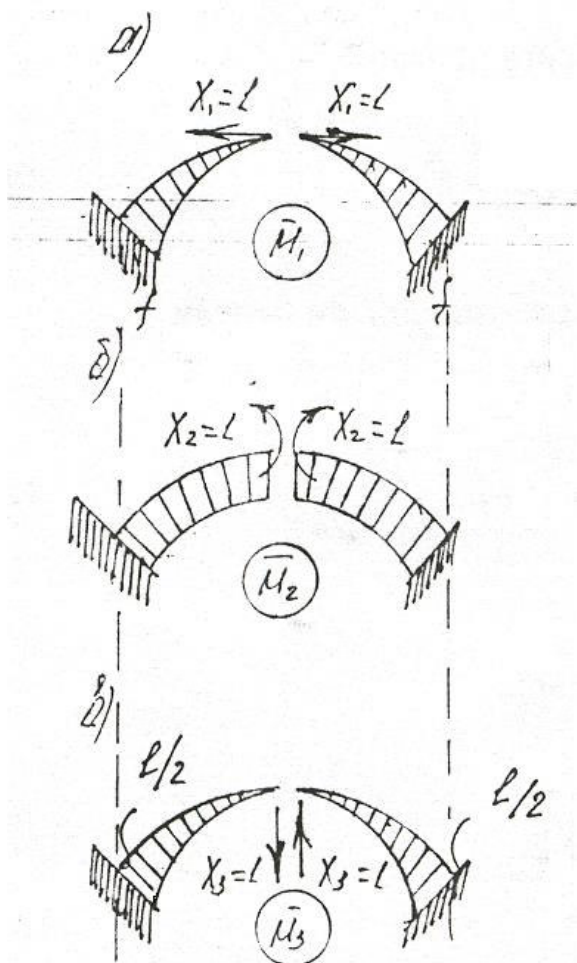 а)
X₁=1 X₁=1
M̄₁
f f
б)
X₂=1 X₂=1
M̄₂
в)
l/2 l/2
X₃=1 X₃=1
M̄₃